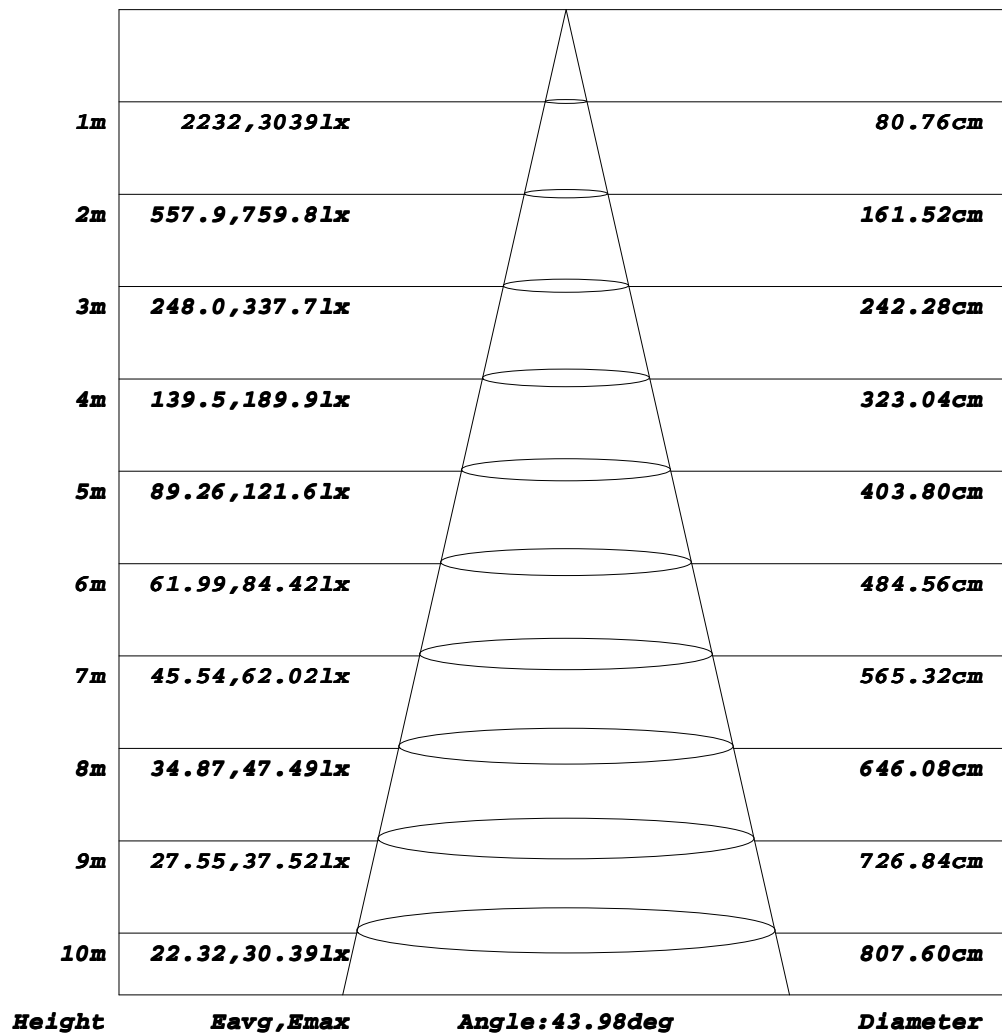 1m 2232,3039lx 80.76cm
2m 557.9,759.8lx 161.52cm
3m 248.0,337.7lx 242.28cm
4m 139.5,189.9lx 323.04cm
5m 89.26,121.6lx 403.80cm
6m 61.99,84.42lx 484.56cm
7m 45.54,62.02lx 565.32cm
8m 34.87,47.49lx 646.08cm
9m 27.55,37.52lx 726.84cm
10m 22.32,30.39lx 807.60cm
Height Eavg,Emax Angle:43.98deg Diameter